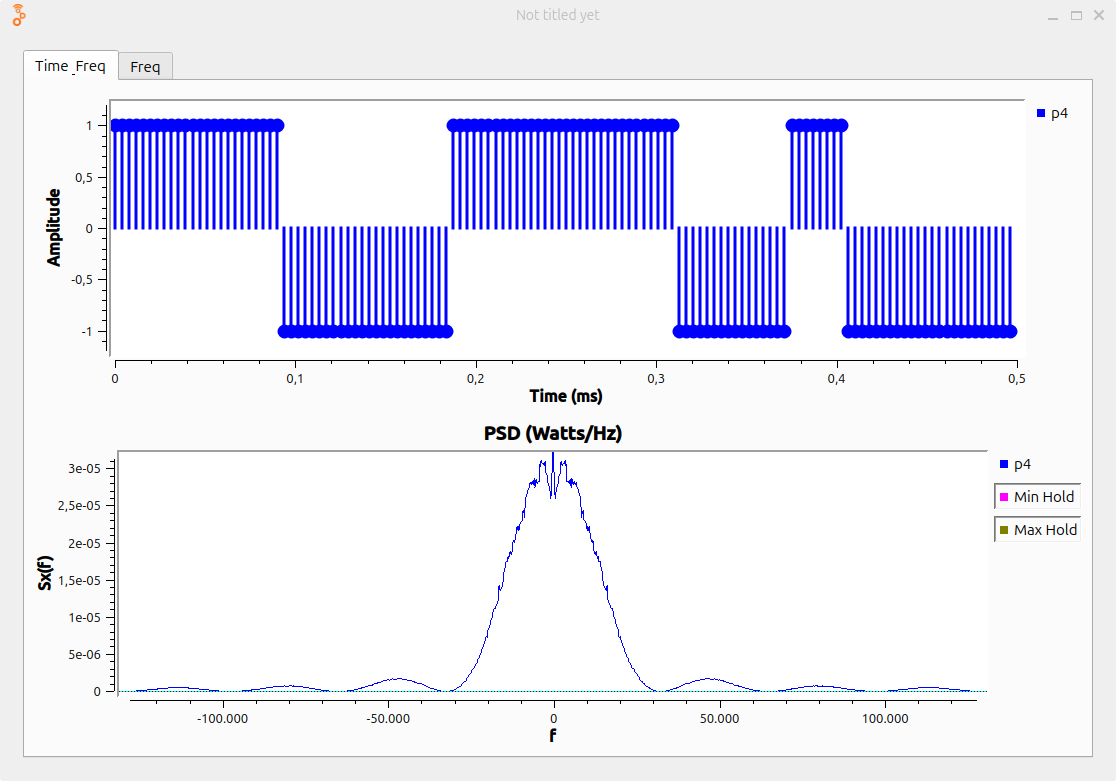 Not titled yet
Time_Freq
Freq
Amplitude
1
0,5
0
-0,5
-1
p4
0
0,1
0,2
0,3
0,4
0,5
Time (ms)
PSD (Watts/Hz)
Sx(f)
3e-05
2,5e-05
2e-05
1,5e-05
1e-05
5e-06
0
p4
Min Hold
Max Hold
-100.000
-50.000
0
50.000
100.000
f